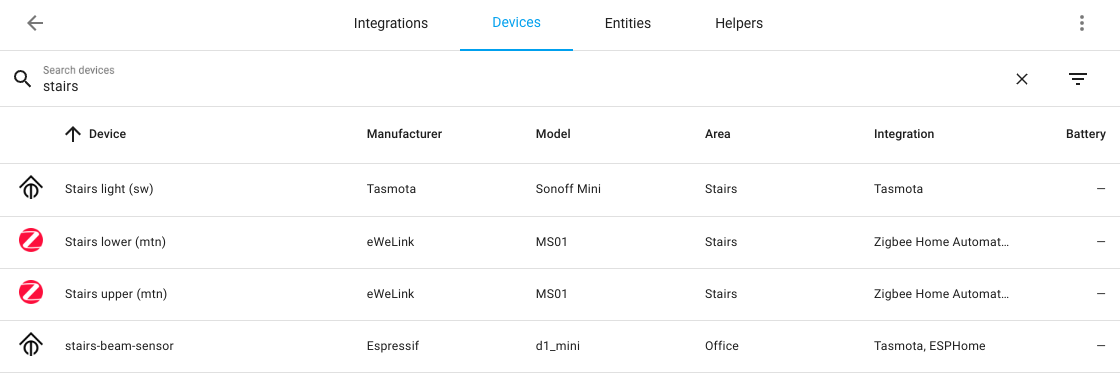 Integrations Devices Entities Helpers
Search devices
stairs
Device Manufacturer Model Area Integration Battery
Stairs light (sw) Tasmota Sonoff Mini Stairs Tasmota –
Stairs lower (mtn) eWeLink MS01 Stairs Zigbee Home Automat... –
Stairs upper (mtn) eWeLink MS01 Stairs Zigbee Home Automat... –
stairs-beam-sensor Espressif d1_mini Office Tasmota, ESPHome –